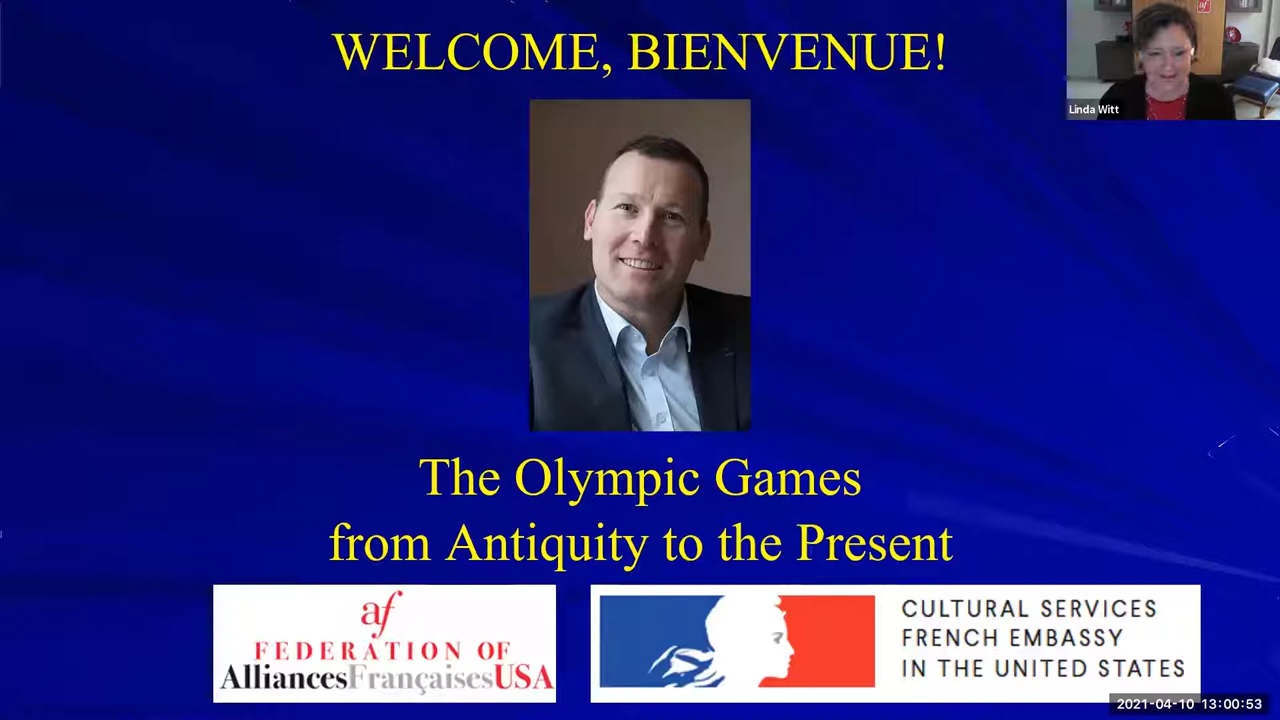 WELCOME, BIENVENUE!
Linda Witt
The Olympic Games
from Antiquity to the Present
af
FEDERATION OF
AlliancesFrançaisesUSA
CULTURAL SERVICES
FRENCH EMBASSY
IN THE UNITED STATES
2021-04-10 13:00:53